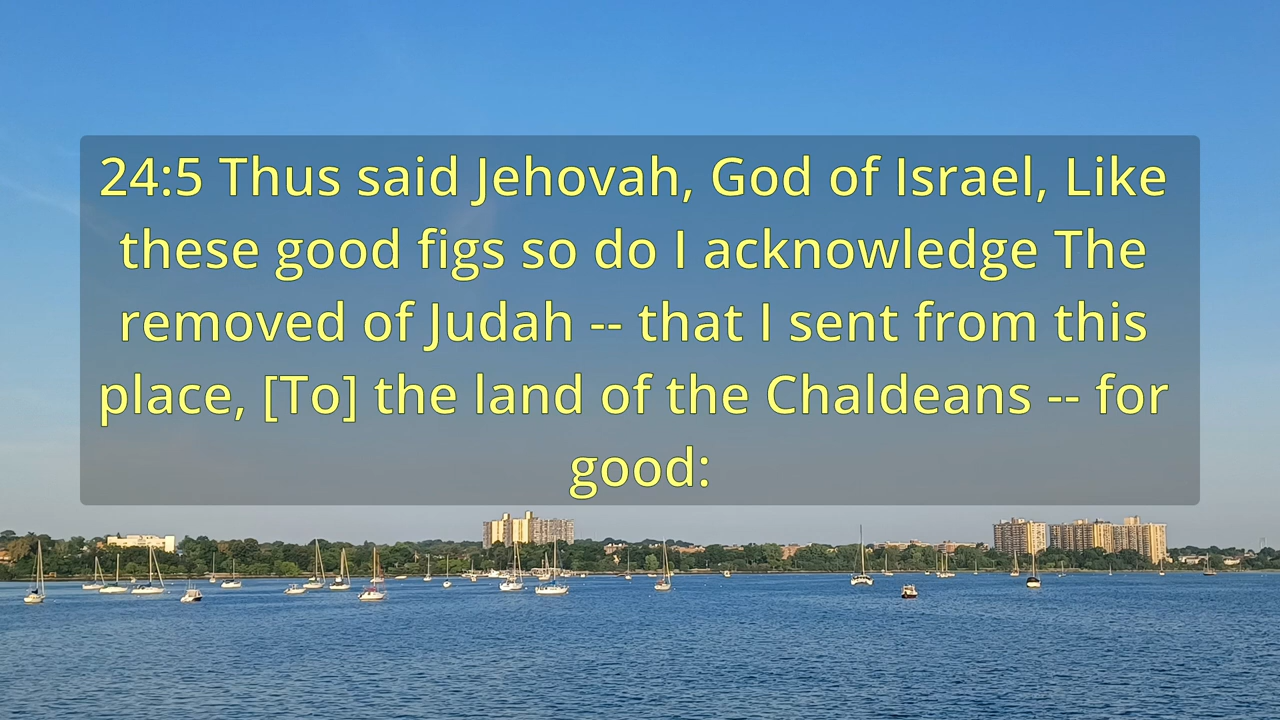 24:5 Thus said Jehovah, God of Israel, Like
these good figs so do I acknowledge The
removed of Judah -- that I sent from this
place, [To] the land of the Chaldeans -- for
good: